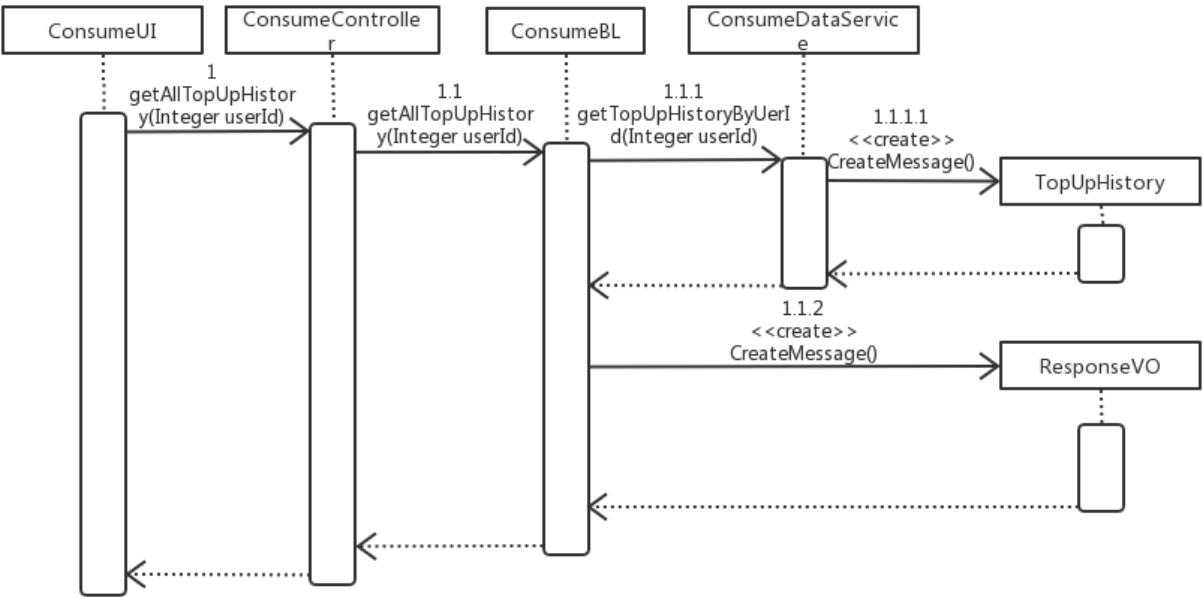 ConsumeUI
ConsumeControlle
r
ConsumeBL
ConsumeDataServic
e
1
getAllTopUpHistor
y(Integer userId)
1.1
getAllTopUpHistor
y(Integer userId)
1.1.1
getTopUpHistoryByUerI
d(Integer userId)
1.1.1.1
<<create>>
CreateMessage()
TopUpHistory
1.1.2
<<create>>
CreateMessage()
ResponseVO